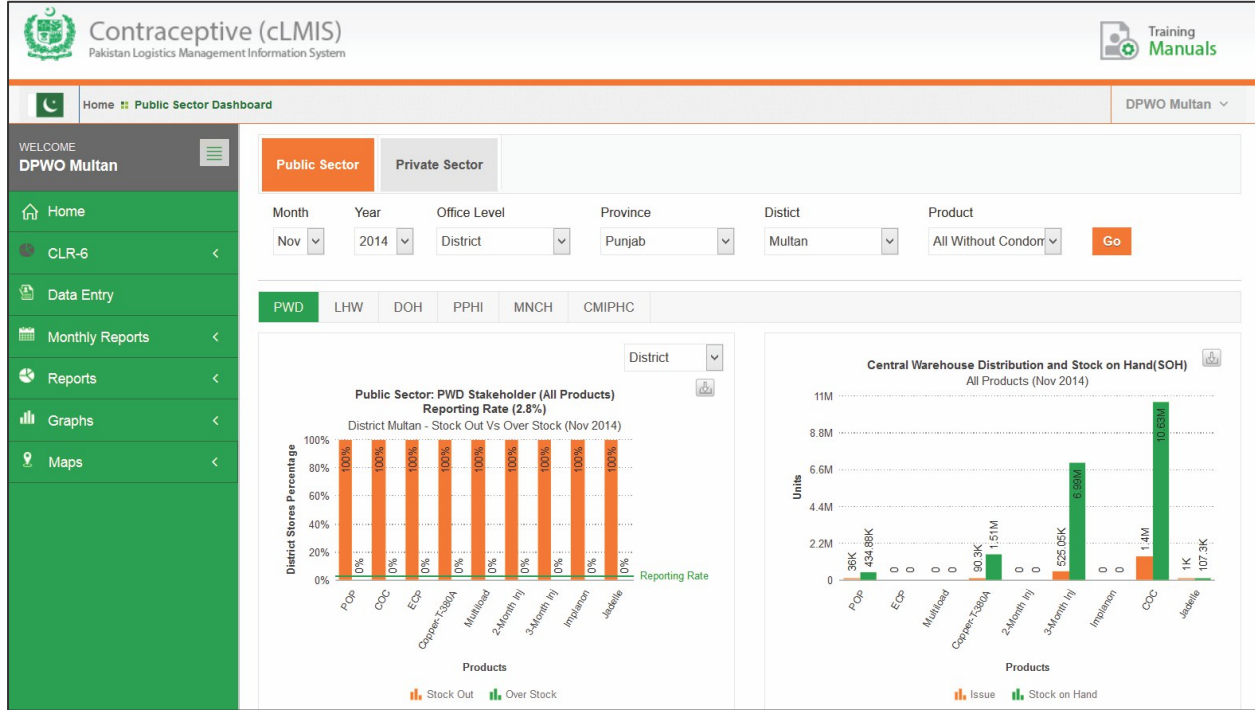 Contraceptive (cLMIS)
Pakistan Logistics Management Information System
Training
Manuals
Home Public Sector Dashboard
DPWO Multan
WELCOME
DPWO Multan
Home
CLR-6
Data Entry
Monthly Reports
Reports
Graphs
Maps
Public Sector
Private Sector
Month Year Office Level Province Distict Product
Nov 2014 District Punjab Multan All Without Condom Go
PWD LHW DOH PPHI MNCH CMIPHC
District
Public Sector: PWD Stakeholder (All Products)
Reporting Rate (2.8%)
District Multan - Stock Out Vs Over Stock (Nov 2014)
District Stores Percentage
100%
80%
60%
40%
20%
0%
100% 100% 100% 100% 100% 100% 100% 100% 100%
0% 0% 0% 0% 0% 0% 0% 0% 0%
Reporting Rate
POP COC ECP Copper-T-380A Multiload 2-Month Inj 3-Month Inj Implanon Jadelle
Products
Stock Out Over Stock
Central Warehouse Distribution and Stock on Hand(SOH)
All Products (Nov 2014)
Units
11M
8.8M
6.6M
4.4M
2.2M
0
36K 434.88K 0 0 0 0 90.3K 1.51M 0 0 525.05K 6.99M 0 0 1.4M 10.63M 1K 107.3K
POP ECP Multiload Copper-T-380A 2-Month Inj 3-Month Inj Implanon COC Jadelle
Products
Issue Stock on Hand